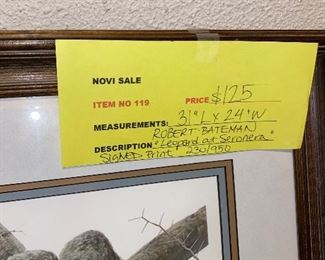 NOVI SALE
ITEM NO 119 PRICE $125
MEASUREMENTS: 31"L x 24"W
ROBERT BATEMAN
DESCRIPTION "Leopard at Seronera"
SIGNED Print 230/950